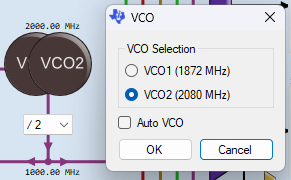 2000.00 MHz
V
VCO2
/ 2
1000.00 MHz
VCO
VCO Selection
VCO1 (1872 MHz)
VCO2 (2080 MHz)
Auto VCO
OK
Cancel